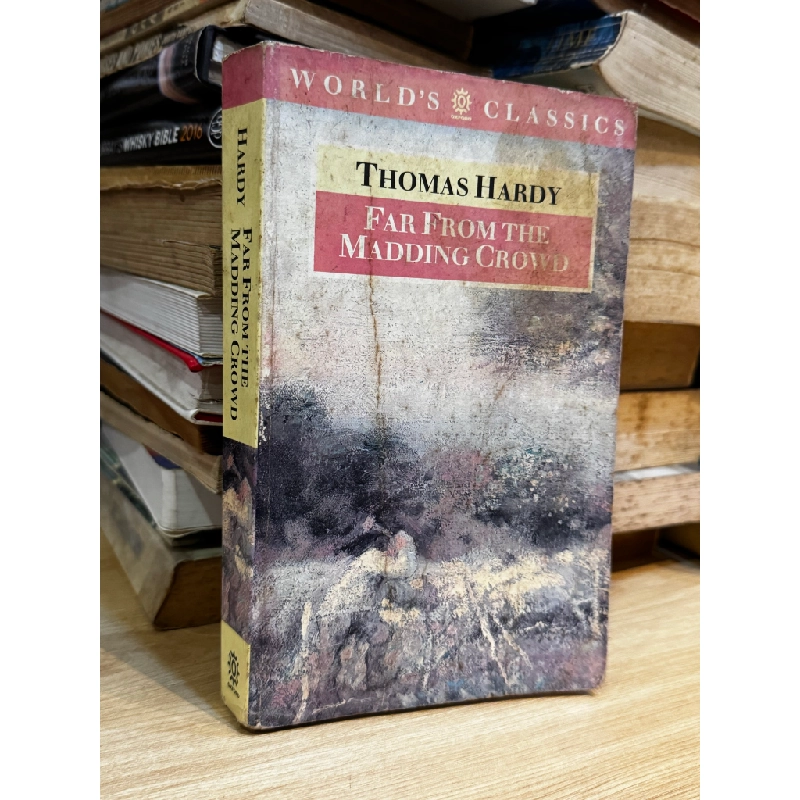 WORLD'S CLASSICS
THOMAS HARDY
FAR FROM THE
MADDING CROWD
HARDY
FAR FROM THE
MADDING CROWD
WHISKY BIBLE 2016